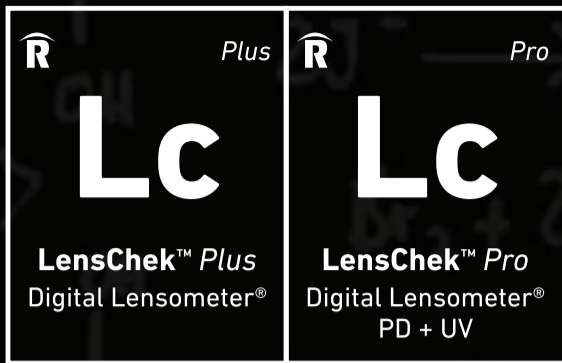 R Plus
Lc
LensChek™ Plus
Digital Lensometer®
R Pro
Lc
LensChek™ Pro
Digital Lensometer®
PD + UV